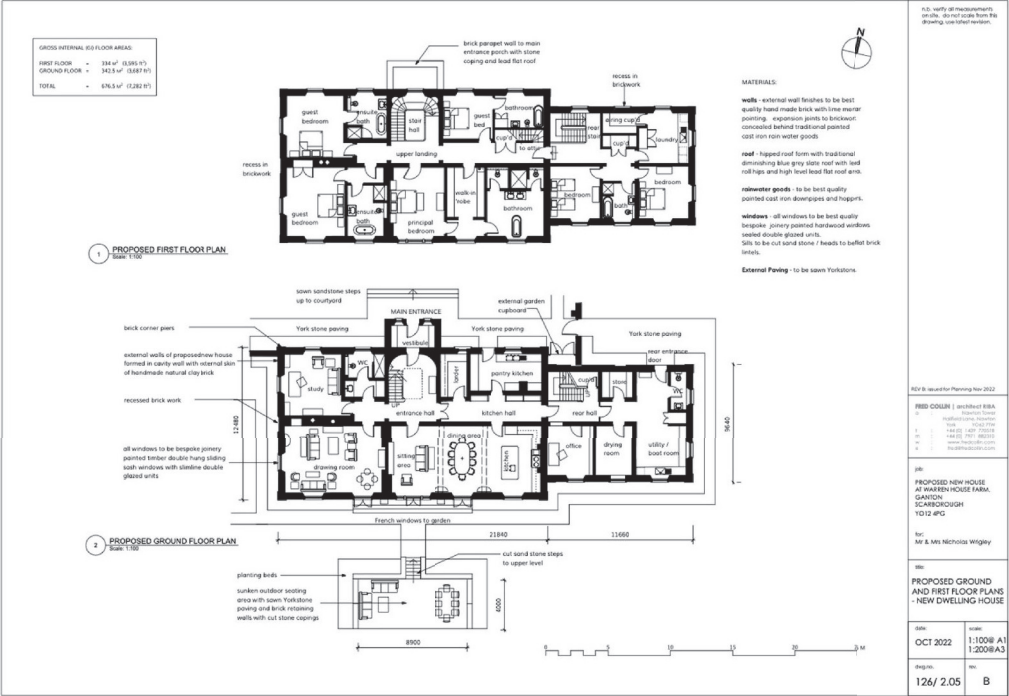 GROSS INTERNAL (GI) FLOOR AREAS:
FIRST FLOOR = 334 m² (3,595 ft²)
GROUND FLOOR = 342.5 m² (3,687 ft²)
TOTAL = 676.5 m² (7,282 ft²)
brick parapet wall to main
entrance porch with stone
coping and lead flat roof
recess in
brickwork
N
n.b. verify all measurements
on site. do not scale from this
drawing. use latest revision.
MATERIALS:
walls - external wall finishes to be best
quality hand made brick with lime mortar
pointing. expansion joints to brickwork
concealed behind traditional painted
cast iron rain water goods
roof - hipped roof form with traditional
diminishing blue grey slate roof with lead
roll hips and high level lead flat roof area.
rainwater goods - to be best quality
painted cast iron downpipes and hoppers.
windows - all windows to be best quality
bespoke joinery painted hardwood windows
sealed double glazed units.
Sills to be cut sand stone / heads to be flat brick
lintels.
External Paving - to be sawn Yorkstone.
guest
bedroom
ensuite
bath
stair
hall
guest
bed
bathroom
cup'd
to attic
upper landing
rear
stair
airing cup'd
cup'd
laundry
recess in
brickwork
guest
bedroom
ensuite
bath
principal
bedroom
walk-in
'robe
bathroom
bedroom
bath
bedroom
1
PROPOSED FIRST FLOOR PLAN
Scale: 1:100
sawn sandstone steps
up to courtyard
MAIN ENTRANCE
external garden
cupboard
York stone paving
York stone paving
York stone paving
brick corner piers
external walls of proposednew house
formed in cavity wall with external skin
of handmade natural clay brick
recessed brick work
all windows to be bespoke joinery
painted timber double hung sliding
sash windows with slimline double
glazed units
vestibule
rear entrance
door
study
WC
larder
pantry kitchen
cup'd
store
WC
UP
entrance hall
kitchen hall
rear hall
12480
9640
drawing room
sitting
area
dining area
kitchen
office
drying
room
utility /
boot room
French windows to garden
21840
11660
2
PROPOSED GROUND FLOOR PLAN
Scale: 1:100
cut sand stone steps
to upper level
planting beds
sunken outdoor seating
area with sawn Yorkstone
paving and brick retaining
walls with cut stone copings
4000
8900
0 5 10 15 20 25 M
REV B: issued for Planning Nov 2022
FRED COLLIN | architect RIBA
job:
PROPOSED NEW HOUSE
AT WARREN HOUSE FARM,
GANTON
SCARBOROUGH
YO12 4PG
for:
Mr & Mrs Nicholas Wrigley
title:
PROPOSED GROUND
AND FIRST FLOOR PLANS
- NEW DWELLING HOUSE
date:
OCT 2022
scale:
1:100@ A1
1:200@A3
dwg.no.
126/ 2.05
rev.
B